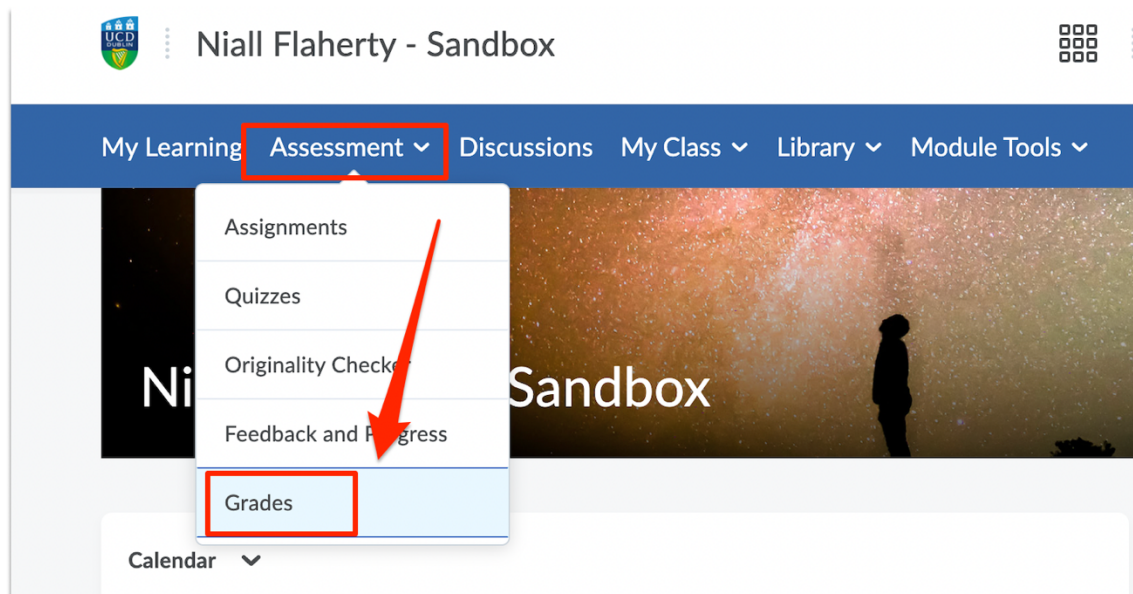 UCD
DUBLIN
Niall Flaherty - Sandbox
My Learning Assessment Discussions My Class Library Module Tools
Assignments
Quizzes
Originality Checker
Feedback and Progress
Sandbox
Grades
Calendar